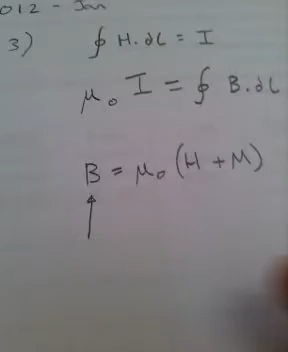 012 - Jan
3) ∮ H.dL = I
μ₀ I = ∮ B.dL
B = μ₀ (H + M)